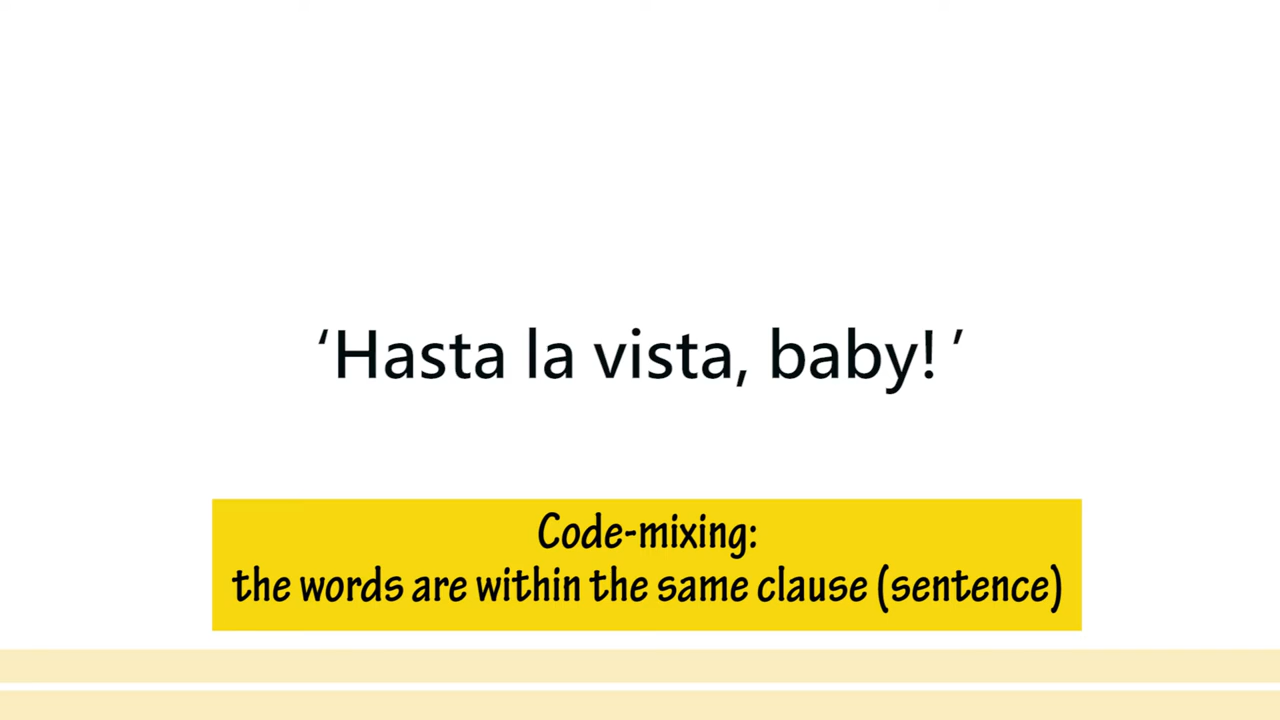 ‘Hasta la vista, baby! ’
Code-mixing:
the words are within the same clause (sentence)